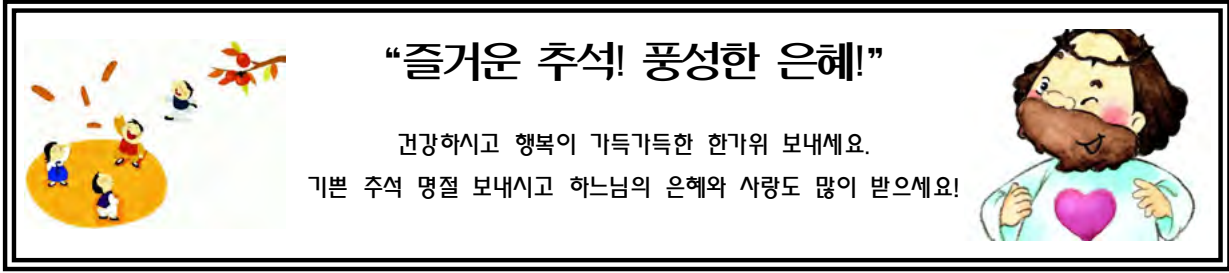 “즐거운 추석! 풍성한 은혜!”
건강하시고 행복이 가득가득한 한가위 보내세요.
기쁜 추석 명절 보내시고 하느님의 은혜와 사랑도 많이 받으세요!